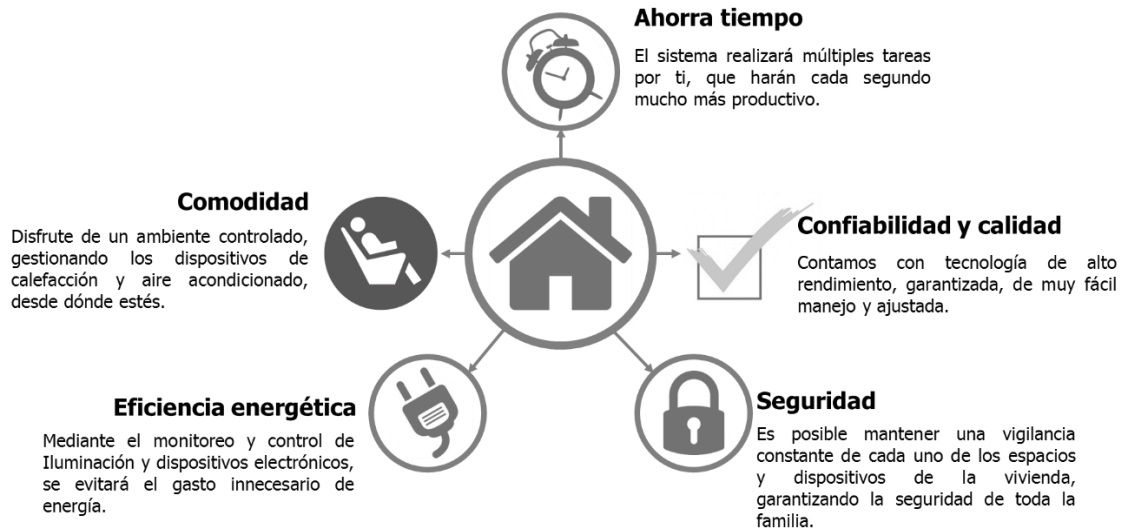 Ahorra tiempo
El sistema realizará múltiples tareas
por ti, que harán cada segundo
mucho más productivo.
Comodidad
Disfrute de un ambiente controlado,
gestionando los dispositivos de
calefacción y aire acondicionado,
desde dónde estés.
Confiabilidad y calidad
Contamos con tecnología de alto
rendimiento, garantizada, de muy fácil
manejo y ajustada.
Eficiencia energética
Mediante el monitoreo y control de
Iluminación y dispositivos electrónicos,
se evitará el gasto innecesario de
energía.
Seguridad
Es posible mantener una vigilancia
constante de cada uno de los espacios
y dispositivos de la vivienda,
garantizando la seguridad de toda la
familia.